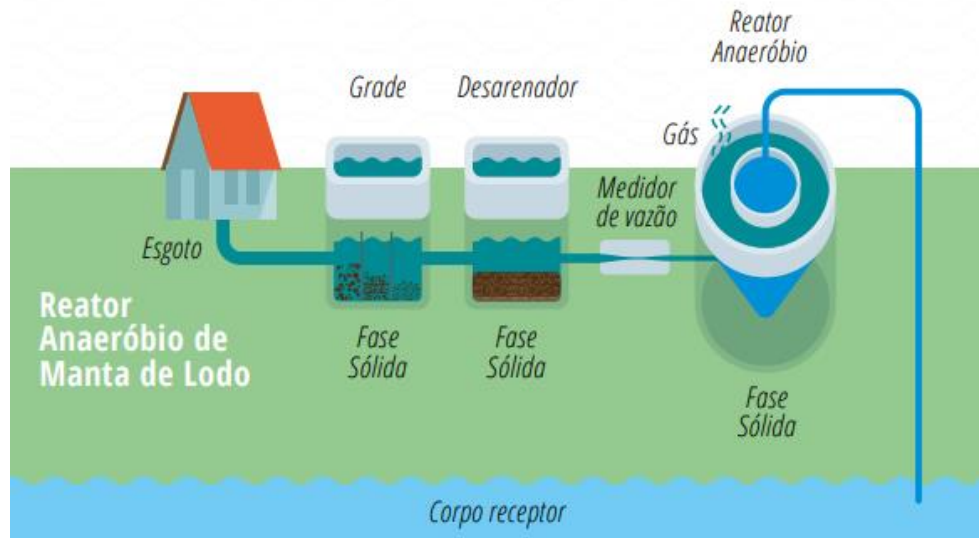 Reator
Anaeróbio
Grade
Desarenador
Gás
Medidor
de vazão
Esgoto
Reator
Anaeróbio de
Manta de Lodo
Fase
Sólida
Fase
Sólida
Fase
Sólida
Corpo receptor